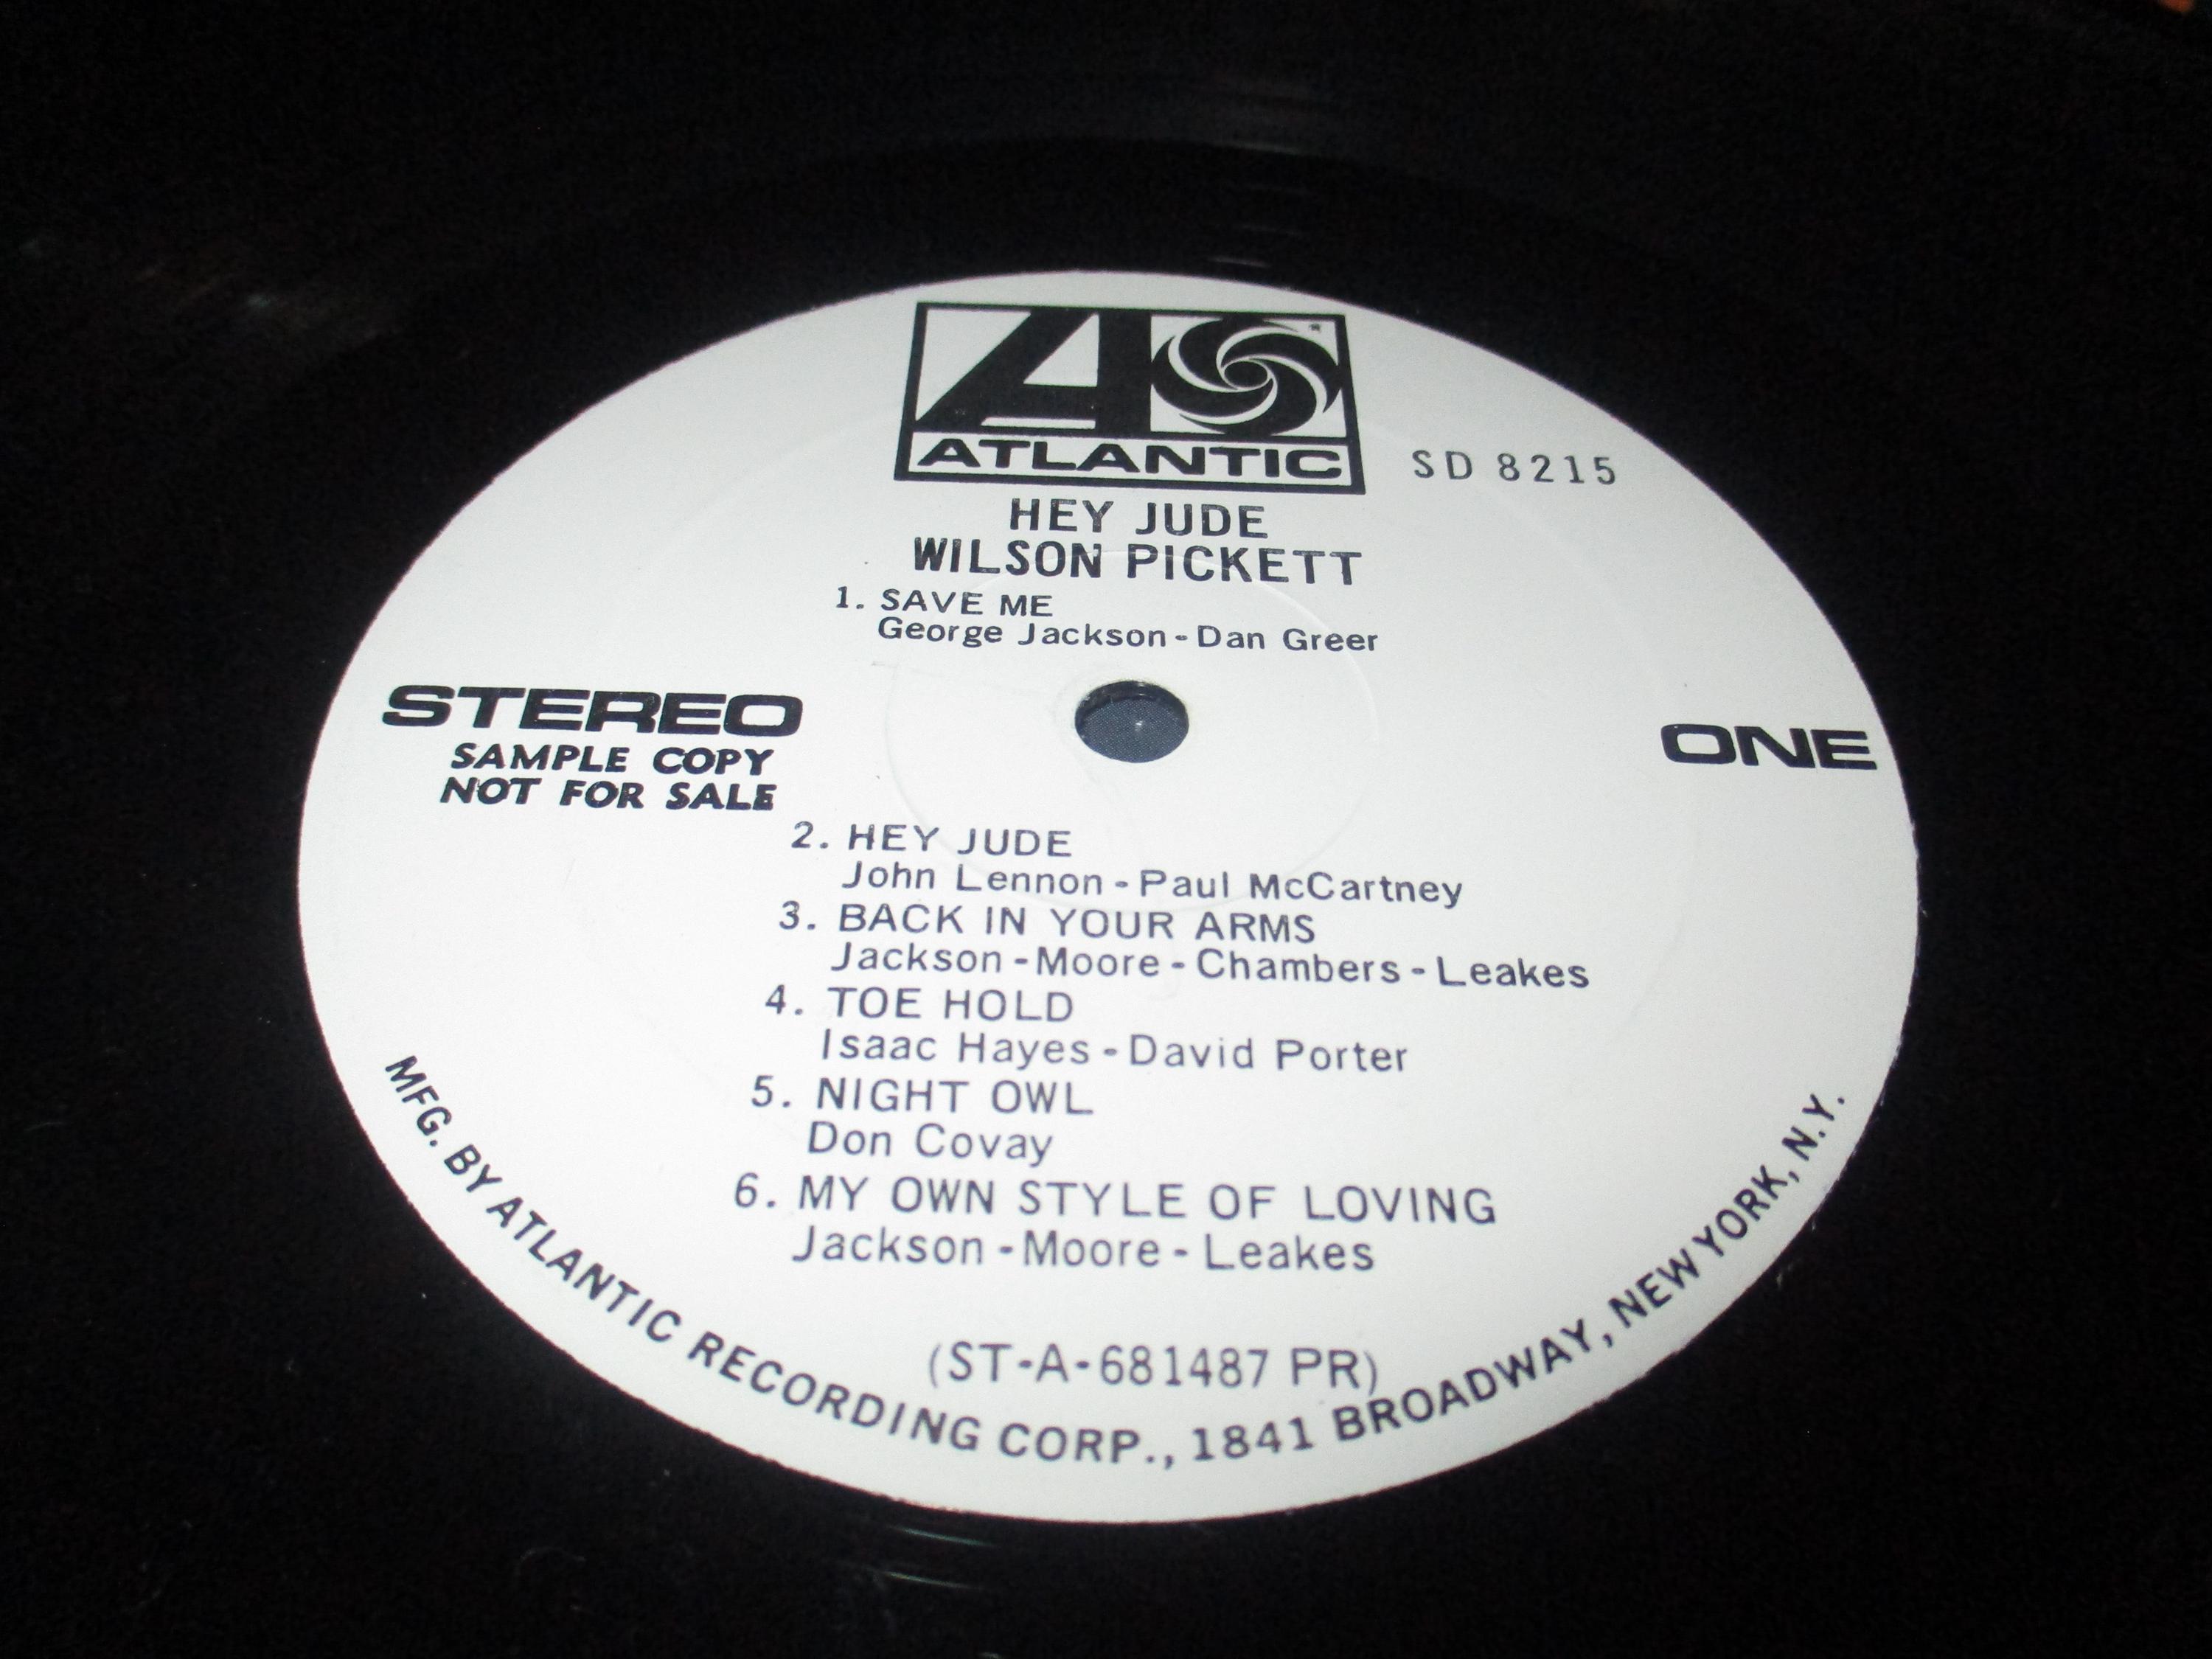 ATLANTIC
SD 8215
HEY JUDE
WILSON PICKETT
1. SAVE ME
George Jackson - Dan Greer
STEREO
SAMPLE COPY
NOT FOR SALE
ONE
2. HEY JUDE
John Lennon - Paul McCartney
3. BACK IN YOUR ARMS
Jackson - Moore - Chambers - Leakes
4. TOE HOLD
Isaac Hayes - David Porter
5. NIGHT OWL
Don Covay
6. MY OWN STYLE OF LOVING
Jackson - Moore - Leakes
(ST-A-681487 PR)
MFG. BY ATLANTIC RECORDING CORP., 1841 BROADWAY, NEW YORK, N.Y.